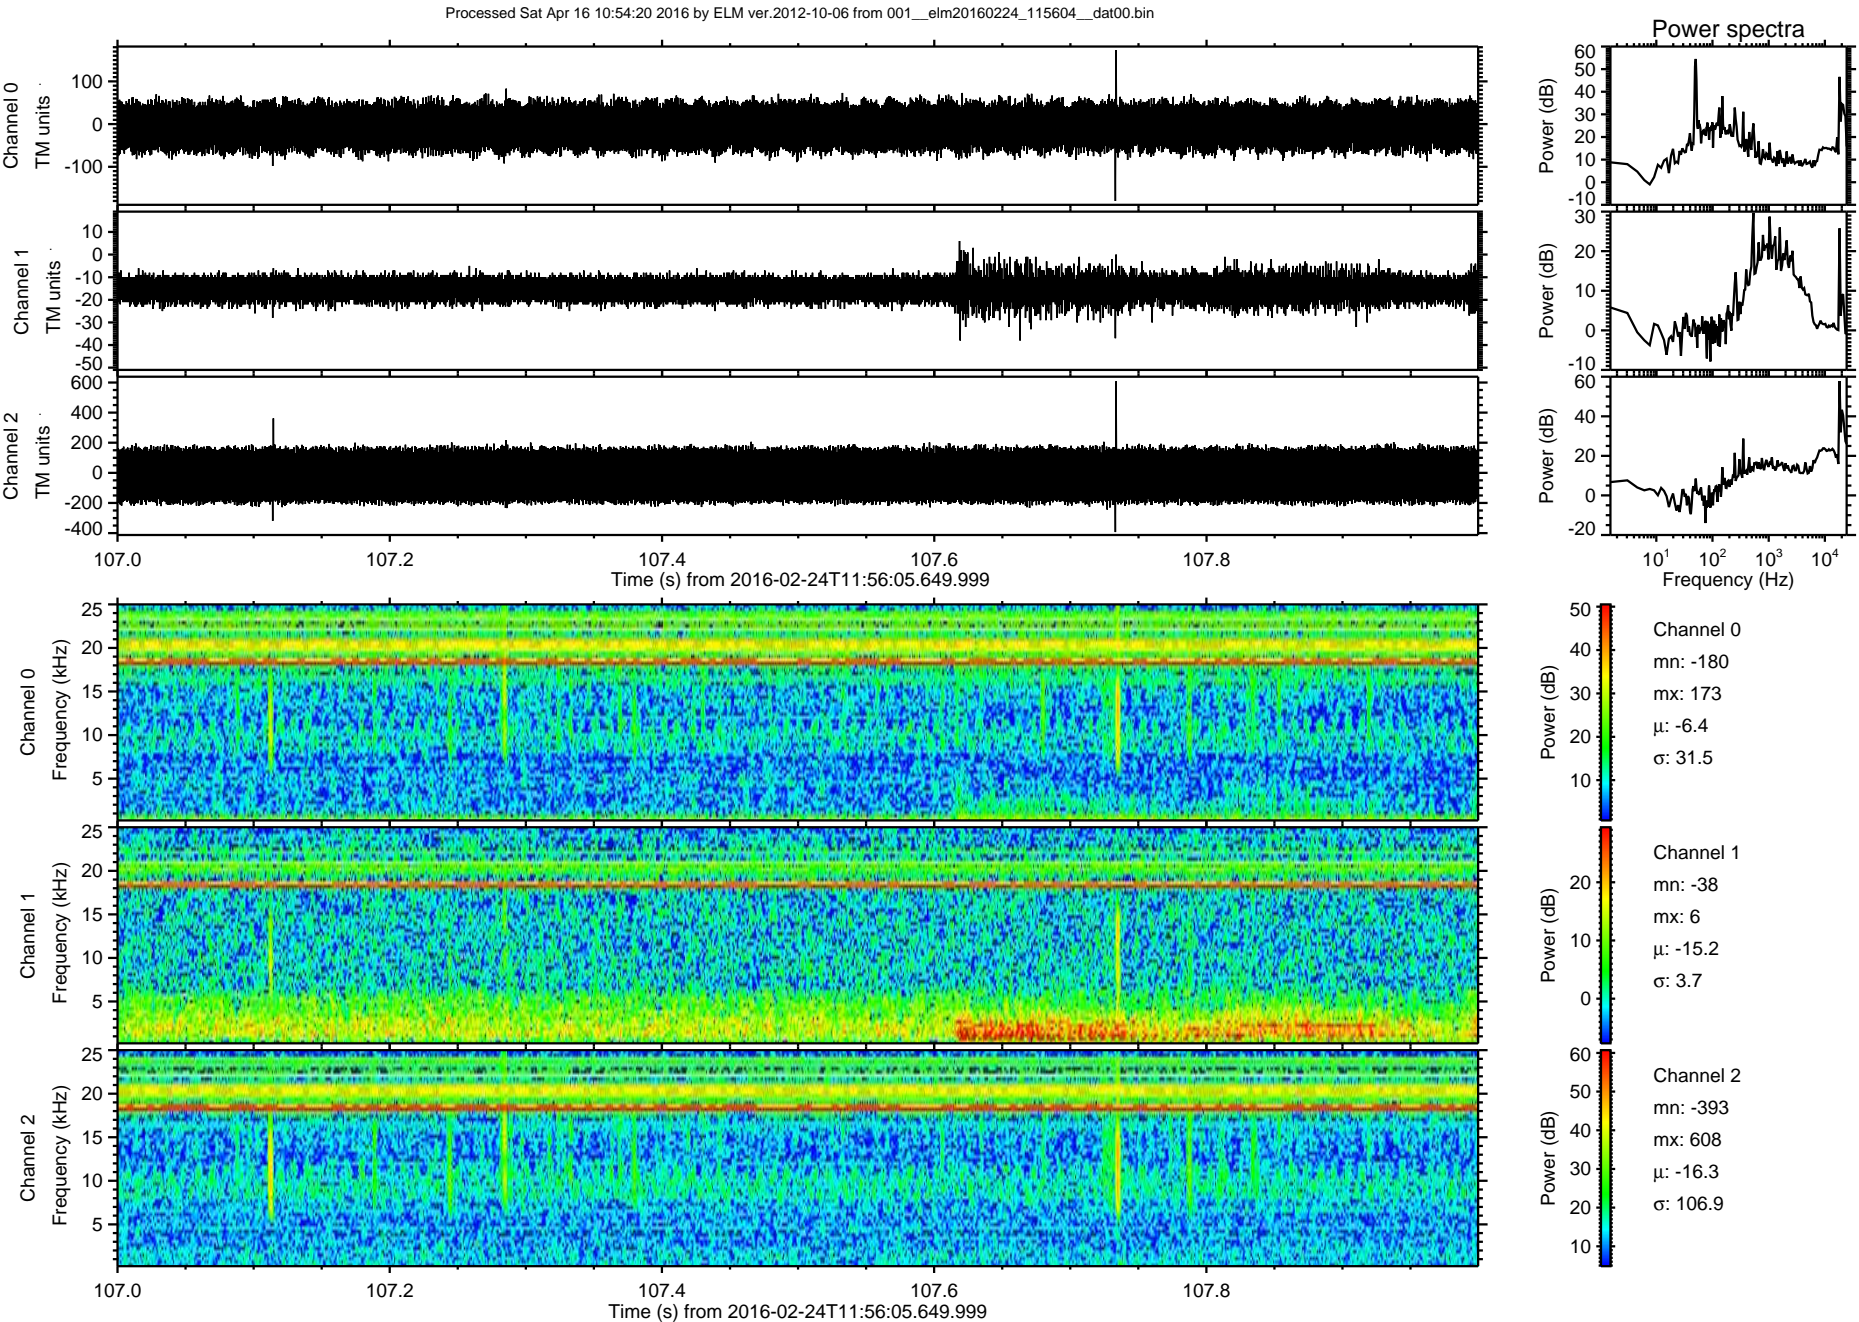 Processed Sat Apr 16 10:54:20 2016 by ELM ver.2012-10-06 from 001__elm20160224_115604__dat00.bin
Power spectra
Channel 0
TM units
100
0
-100
Power (dB)
60
50
40
30
20
10
0
-10
Channel 1
TM units
10
0
-10
-20
-30
-40
-50
Power (dB)
30
20
10
0
-10
Channel 2
TM units
600
400
200
0
-200
-400
Power (dB)
60
40
20
0
-20
107.0 107.2 107.4 107.6 107.8
Time (s) from 2016-02-24T11:56:05.649.999
10^1 10^2 10^3 10^4
Frequency (Hz)
Channel 0
Frequency (kHz)
25
20
15
10
5
Power (dB)
50
40
30
20
10
Channel 0
mn: -180
mx: 173
μ: -6.4
σ: 31.5
Channel 1
Frequency (kHz)
25
20
15
10
5
Power (dB)
20
10
0
Channel 1
mn: -38
mx: 6
μ: -15.2
σ: 3.7
Channel 2
Frequency (kHz)
25
20
15
10
5
Power (dB)
60
50
40
30
20
10
Channel 2
mn: -393
mx: 608
μ: -16.3
σ: 106.9
107.0 107.2 107.4 107.6 107.8
Time (s) from 2016-02-24T11:56:05.649.999